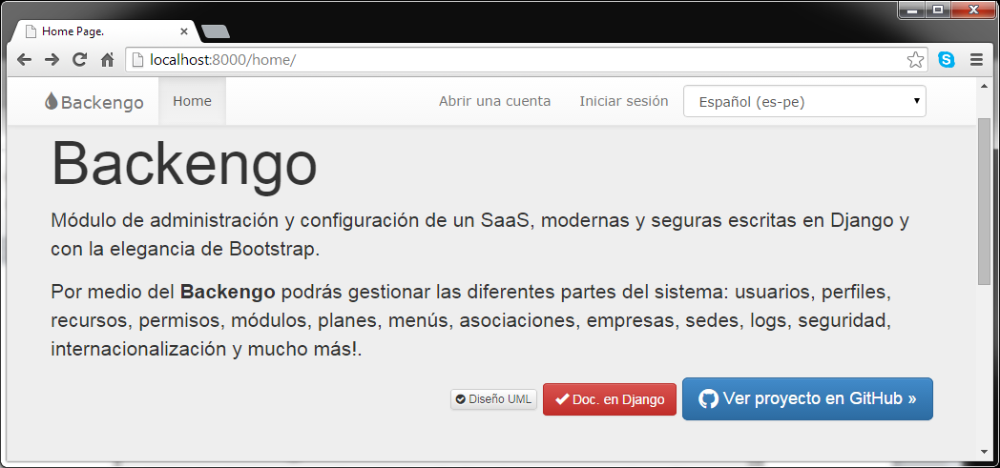 Home Page.
localhost:8000/home/
Backengo
Home
Abrir una cuenta
Iniciar sesión
Español (es-pe)
Backengo
Módulo de administración y configuración de un SaaS, modernas y seguras escritas en Django y
con la elegancia de Bootstrap.
Por medio del Backengo podrás gestionar las diferentes partes del sistema: usuarios, perfiles,
recursos, permisos, módulos, planes, menús, asociaciones, empresas, sedes, logs, seguridad,
internacionalización y mucho más!.
Diseño UML
Doc. en Django
Ver proyecto en GitHub »